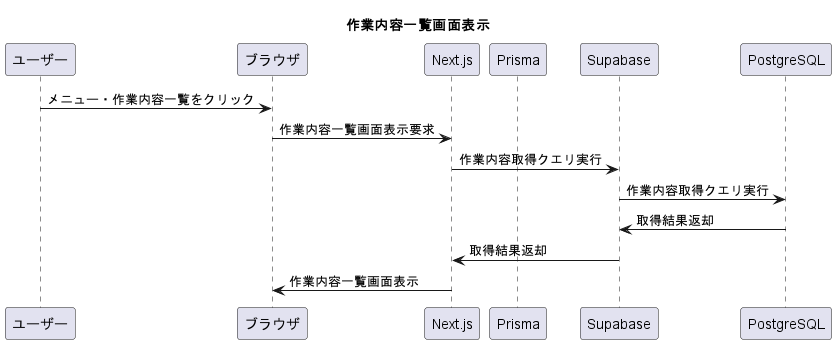 作業内容一覧画面表示
ユーザー
ブラウザ
Next.js
Prisma
Supabase
PostgreSQL
メニュー・作業内容一覧をクリック
作業内容一覧画面表示要求
作業内容取得クエリ実行
作業内容取得クエリ実行
取得結果返却
取得結果返却
作業内容一覧画面表示
ユーザー
ブラウザ
Next.js
Prisma
Supabase
PostgreSQL